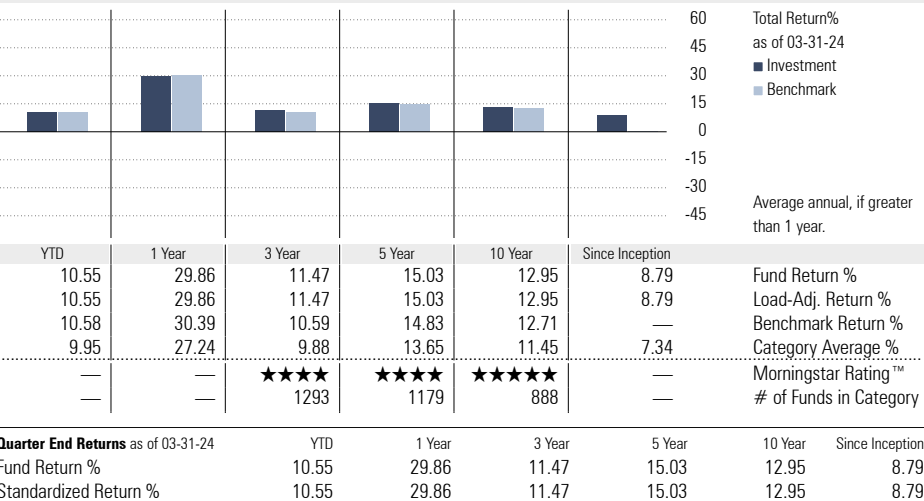 60
45
30
15
0
-15
-30
-45
Total Return%
as of 03-31-24
Investment
Benchmark
Average annual, if greater
than 1 year.
YTD 1 Year 3 Year 5 Year 10 Year Since Inception
10.55 29.86 11.47 15.03 12.95 8.79 Fund Return %
10.55 29.86 11.47 15.03 12.95 8.79 Load-Adj. Return %
10.58 30.39 10.59 14.83 12.71 — Benchmark Return %
9.95 27.24 9.88 13.65 11.45 7.34 Category Average %
— — ★★★★ ★★★★ ★★★★★ — Morningstar Rating™
— — 1293 1179 888 — # of Funds in Category
Quarter End Returns as of 03-31-24 YTD 1 Year 3 Year 5 Year 10 Year Since Inception
Fund Return % 10.55 29.86 11.47 15.03 12.95 8.79
Standardized Return % 10.55 29.86 11.47 15.03 12.95 8.79